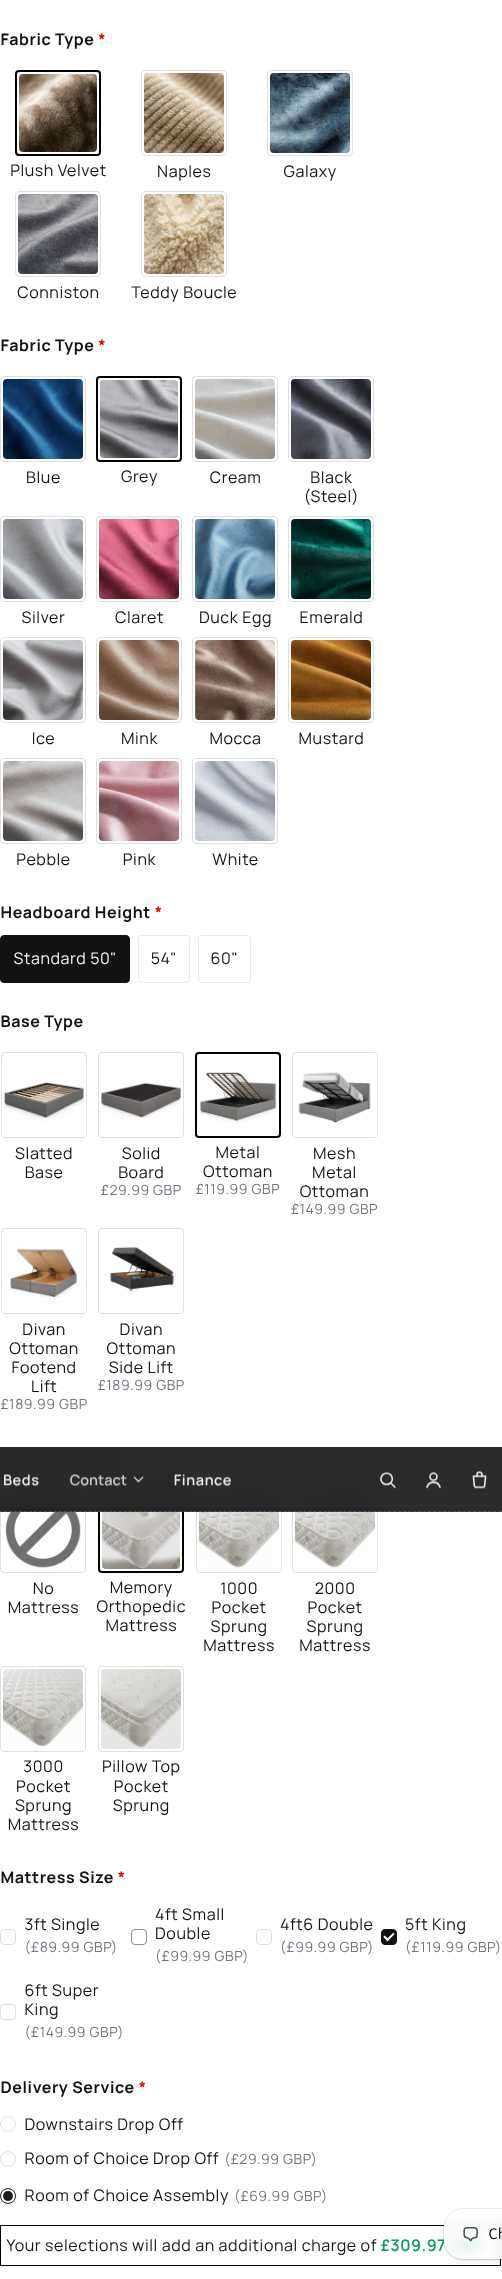 Fabric Type *
Plush Velvet
Naples
Galaxy
Conniston
Teddy Boucle
Fabric Type *
Blue
Grey
Cream
Black
(Steel)
Silver
Claret
Duck Egg
Emerald
Ice
Mink
Mocca
Mustard
Pebble
Pink
White
Headboard Height *
Standard 50"
54"
60"
Base Type
Slatted
Base
Solid
Board
£29.99 GBP
Metal
Ottoman
£119.99 GBP
Mesh
Metal
Ottoman
£149.99 GBP
Divan
Ottoman
Footend
Lift
£189.99 GBP
Divan
Ottoman
Side Lift
£189.99 GBP
Beds
Contact
Finance
No
Mattress
Memory
Orthopedic
Mattress
1000
Pocket
Sprung
Mattress
2000
Pocket
Sprung
Mattress
3000
Pocket
Sprung
Mattress
Pillow Top
Pocket
Sprung
Mattress Size *
3ft Single
(£89.99 GBP)
4ft Small
Double
(£99.99 GBP)
4ft6 Double
(£99.99 GBP)
5ft King
(£119.99 GBP)
6ft Super
King
(£149.99 GBP)
Delivery Service *
Downstairs Drop Off
Room of Choice Drop Off (£29.99 GBP)
Room of Choice Assembly (£69.99 GBP)
Your selections will add an additional charge of £309.97